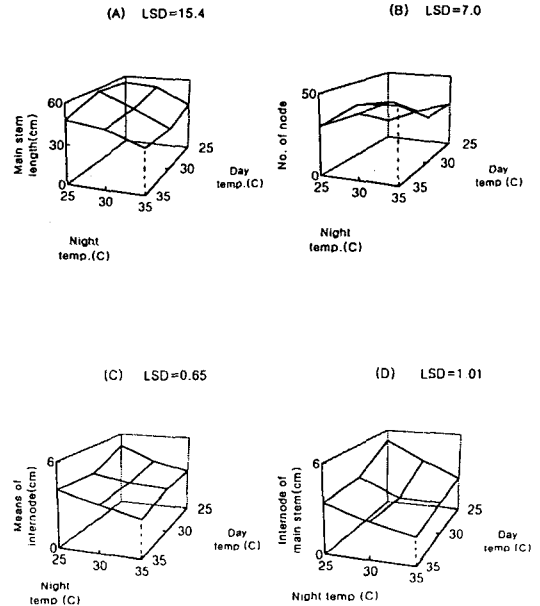 (A) LSD=15.4
60
30
0
Main stem
length(cm)
25
30
35
35
30
25
Day
temp.(C)
Night
temp.(C)
(B) LSD=7.0
50
0
No. of node
25
30
35
35
30
25
Day
temp (C)
Night
temp.(C)
(C) LSD=0.65
6
0
Means of
internode(cm)
25
30
35
35
30
25
Day
temp (C)
Night
temp (C)
(D) LSD=1 01
6
0
Internode of
main stem(cm)
25
30
35
35
30
25
Day
temp (C)
Night temp (C)